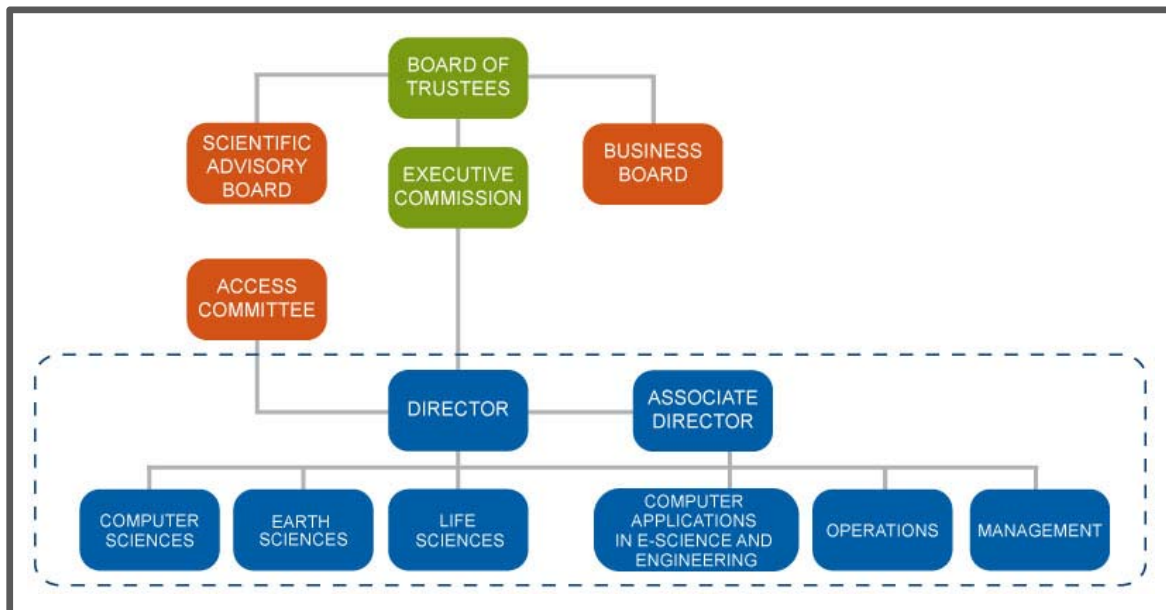 BOARD OF
TRUSTEES
SCIENTIFIC
ADVISORY
BOARD
EXECUTIVE
COMMISSION
BUSINESS
BOARD
ACCESS
COMMITTEE
DIRECTOR
ASSOCIATE
DIRECTOR
COMPUTER
SCIENCES
EARTH
SCIENCES
LIFE
SCIENCES
COMPUTER
APPLICATIONS
IN E-SCIENCE AND
ENGINEERING
OPERATIONS
MANAGEMENT